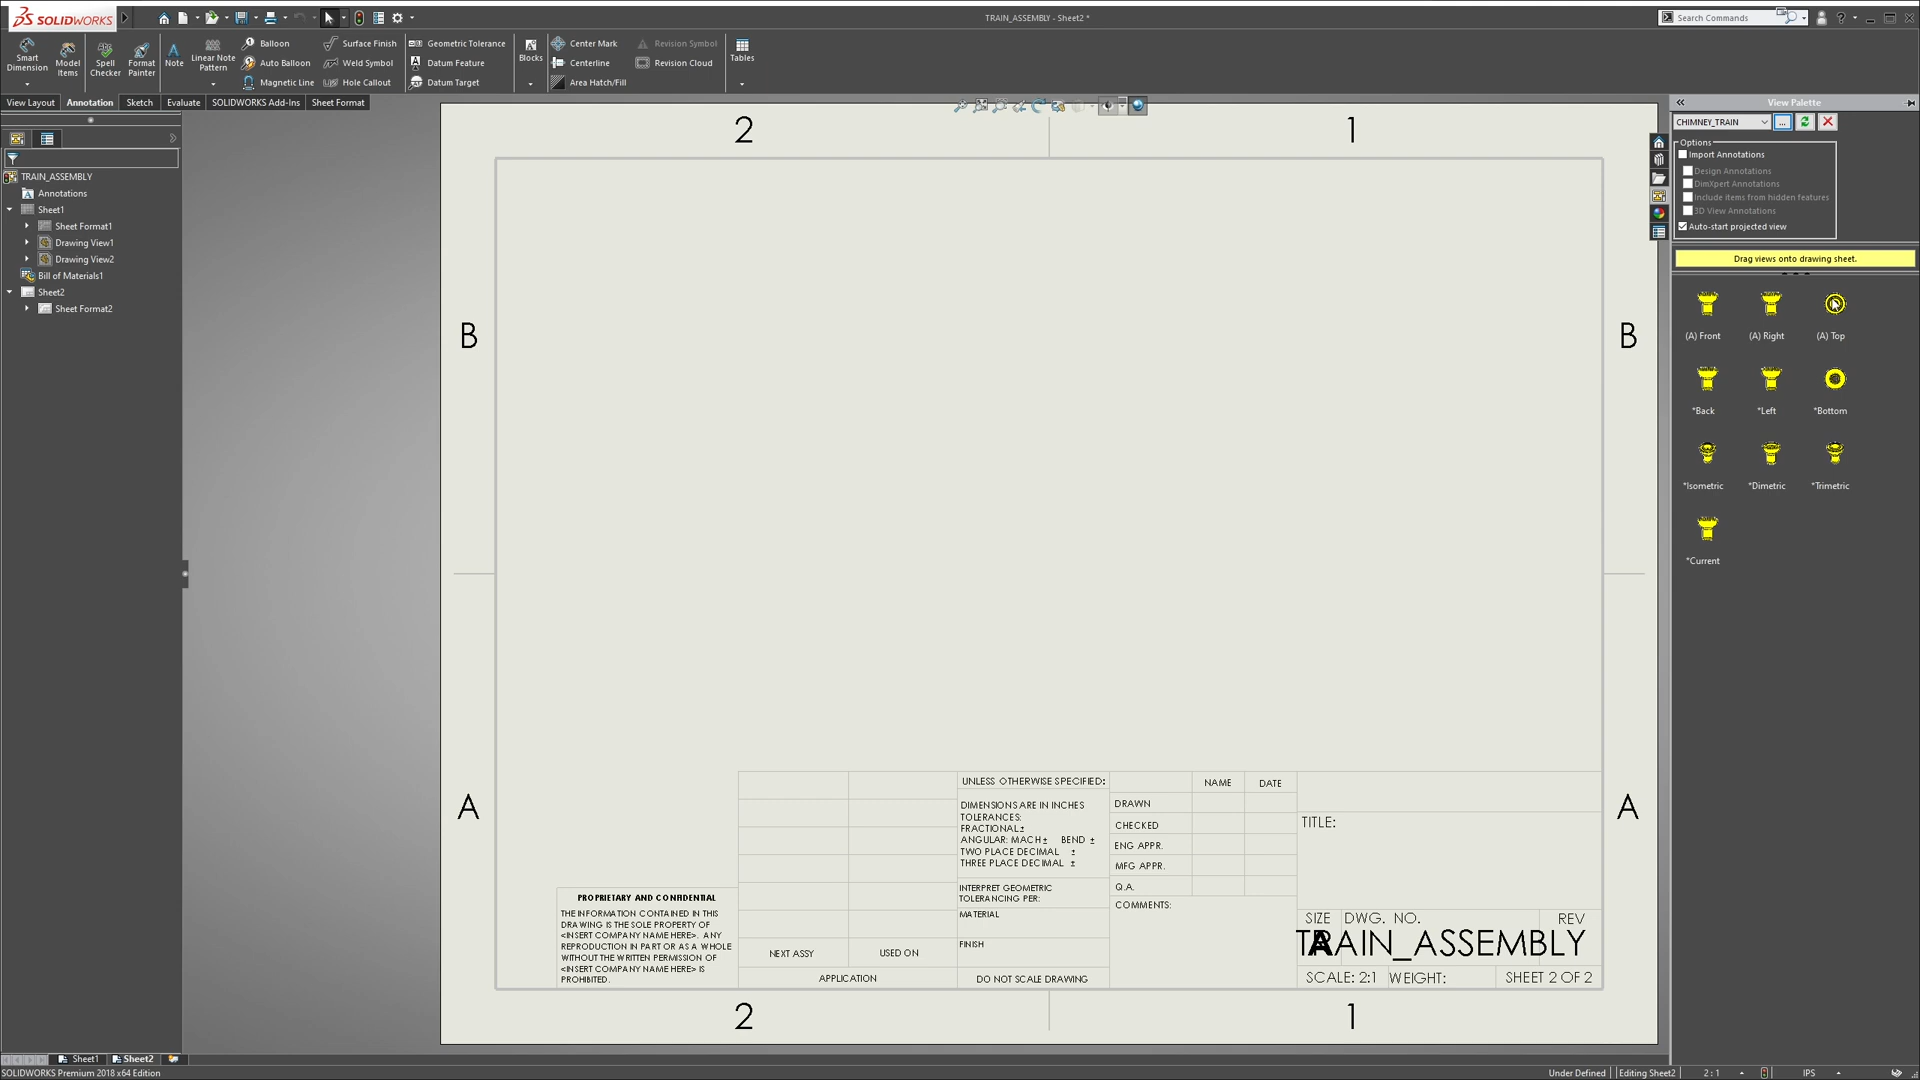 SOLIDWORKS
TRAIN_ASSEMBLY - Sheet2 *
Search Commands
Smart Dimension
Model Items
Spell Checker
Format Painter
Note
Linear Note Pattern
Balloon
Auto Balloon
Magnetic Line
Surface Finish
Weld Symbol
Hole Callout
Geometric Tolerance
Datum Feature
Datum Target
Blocks
Center Mark
Centerline
Area Hatch/Fill
Revision Symbol
Revision Cloud
Tables
View Layout
Annotation
Sketch
Evaluate
SOLIDWORKS Add-Ins
Sheet Format
TRAIN_ASSEMBLY
Annotations
Sheet1
Sheet Format1
Drawing View1
Drawing View2
Bill of Materials1
Sheet2
Sheet Format2
2
1
B
B
A
A
2
1
PROPRIETARY AND CONFIDENTIAL
THE INFORMATION CONTAINED IN THIS
DRAWING IS THE SOLE PROPERTY OF
<INSERT COMPANY NAME HERE>. ANY
REPRODUCTION IN PART OR AS A WHOLE
WITHOUT THE WRITTEN PERMISSION OF
<INSERT COMPANY NAME HERE> IS
PROHIBITED.
NEXT ASSY
USED ON
APPLICATION
UNLESS OTHERWISE SPECIFIED:
DIMENSIONS ARE IN INCHES
TOLERANCES:
FRACTIONAL±
ANGULAR: MACH± BEND ±
TWO PLACE DECIMAL ±
THREE PLACE DECIMAL ±
INTERPRET GEOMETRIC
TOLERANCING PER:
MATERIAL
FINISH
DO NOT SCALE DRAWING
NAME
DATE
DRAWN
CHECKED
ENG APPR.
MFG APPR.
Q.A.
COMMENTS:
TITLE:
SIZE
DWG. NO.
REV
A
TRAIN_ASSEMBLY
SCALE: 2:1
WEIGHT:
SHEET 2 OF 2
View Palette
CHIMNEY_TRAIN
...
Options
Import Annotations
Design Annotations
DimXpert Annotations
Include items from hidden features
3D View Annotations
Auto-start projected view
Drag views onto drawing sheet.
(A) Front
(A) Right
(A) Top
*Back
*Left
*Bottom
*Isometric
*Dimetric
*Trimetric
*Current
Sheet1
Sheet2
SOLIDWORKS Premium 2018 x64 Edition
Under Defined
Editing Sheet2
2 : 1
IPS